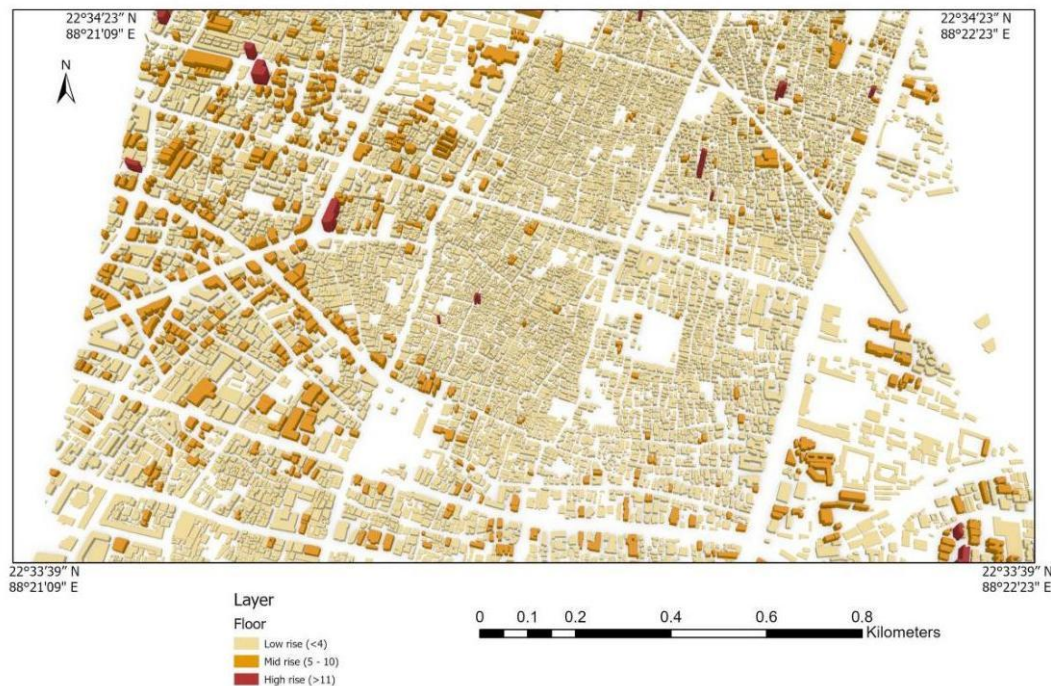 22°34'23" N
88°21'09" E
22°34'23" N
88°22'23" E
N
22°33'39" N
88°21'09" E
22°33'39" N
88°22'23" E
Layer
Floor
Low rise (<4)
Mid rise (5 - 10)
High rise (>11)
0 0.1 0.2 0.4 0.6 0.8
Kilometers